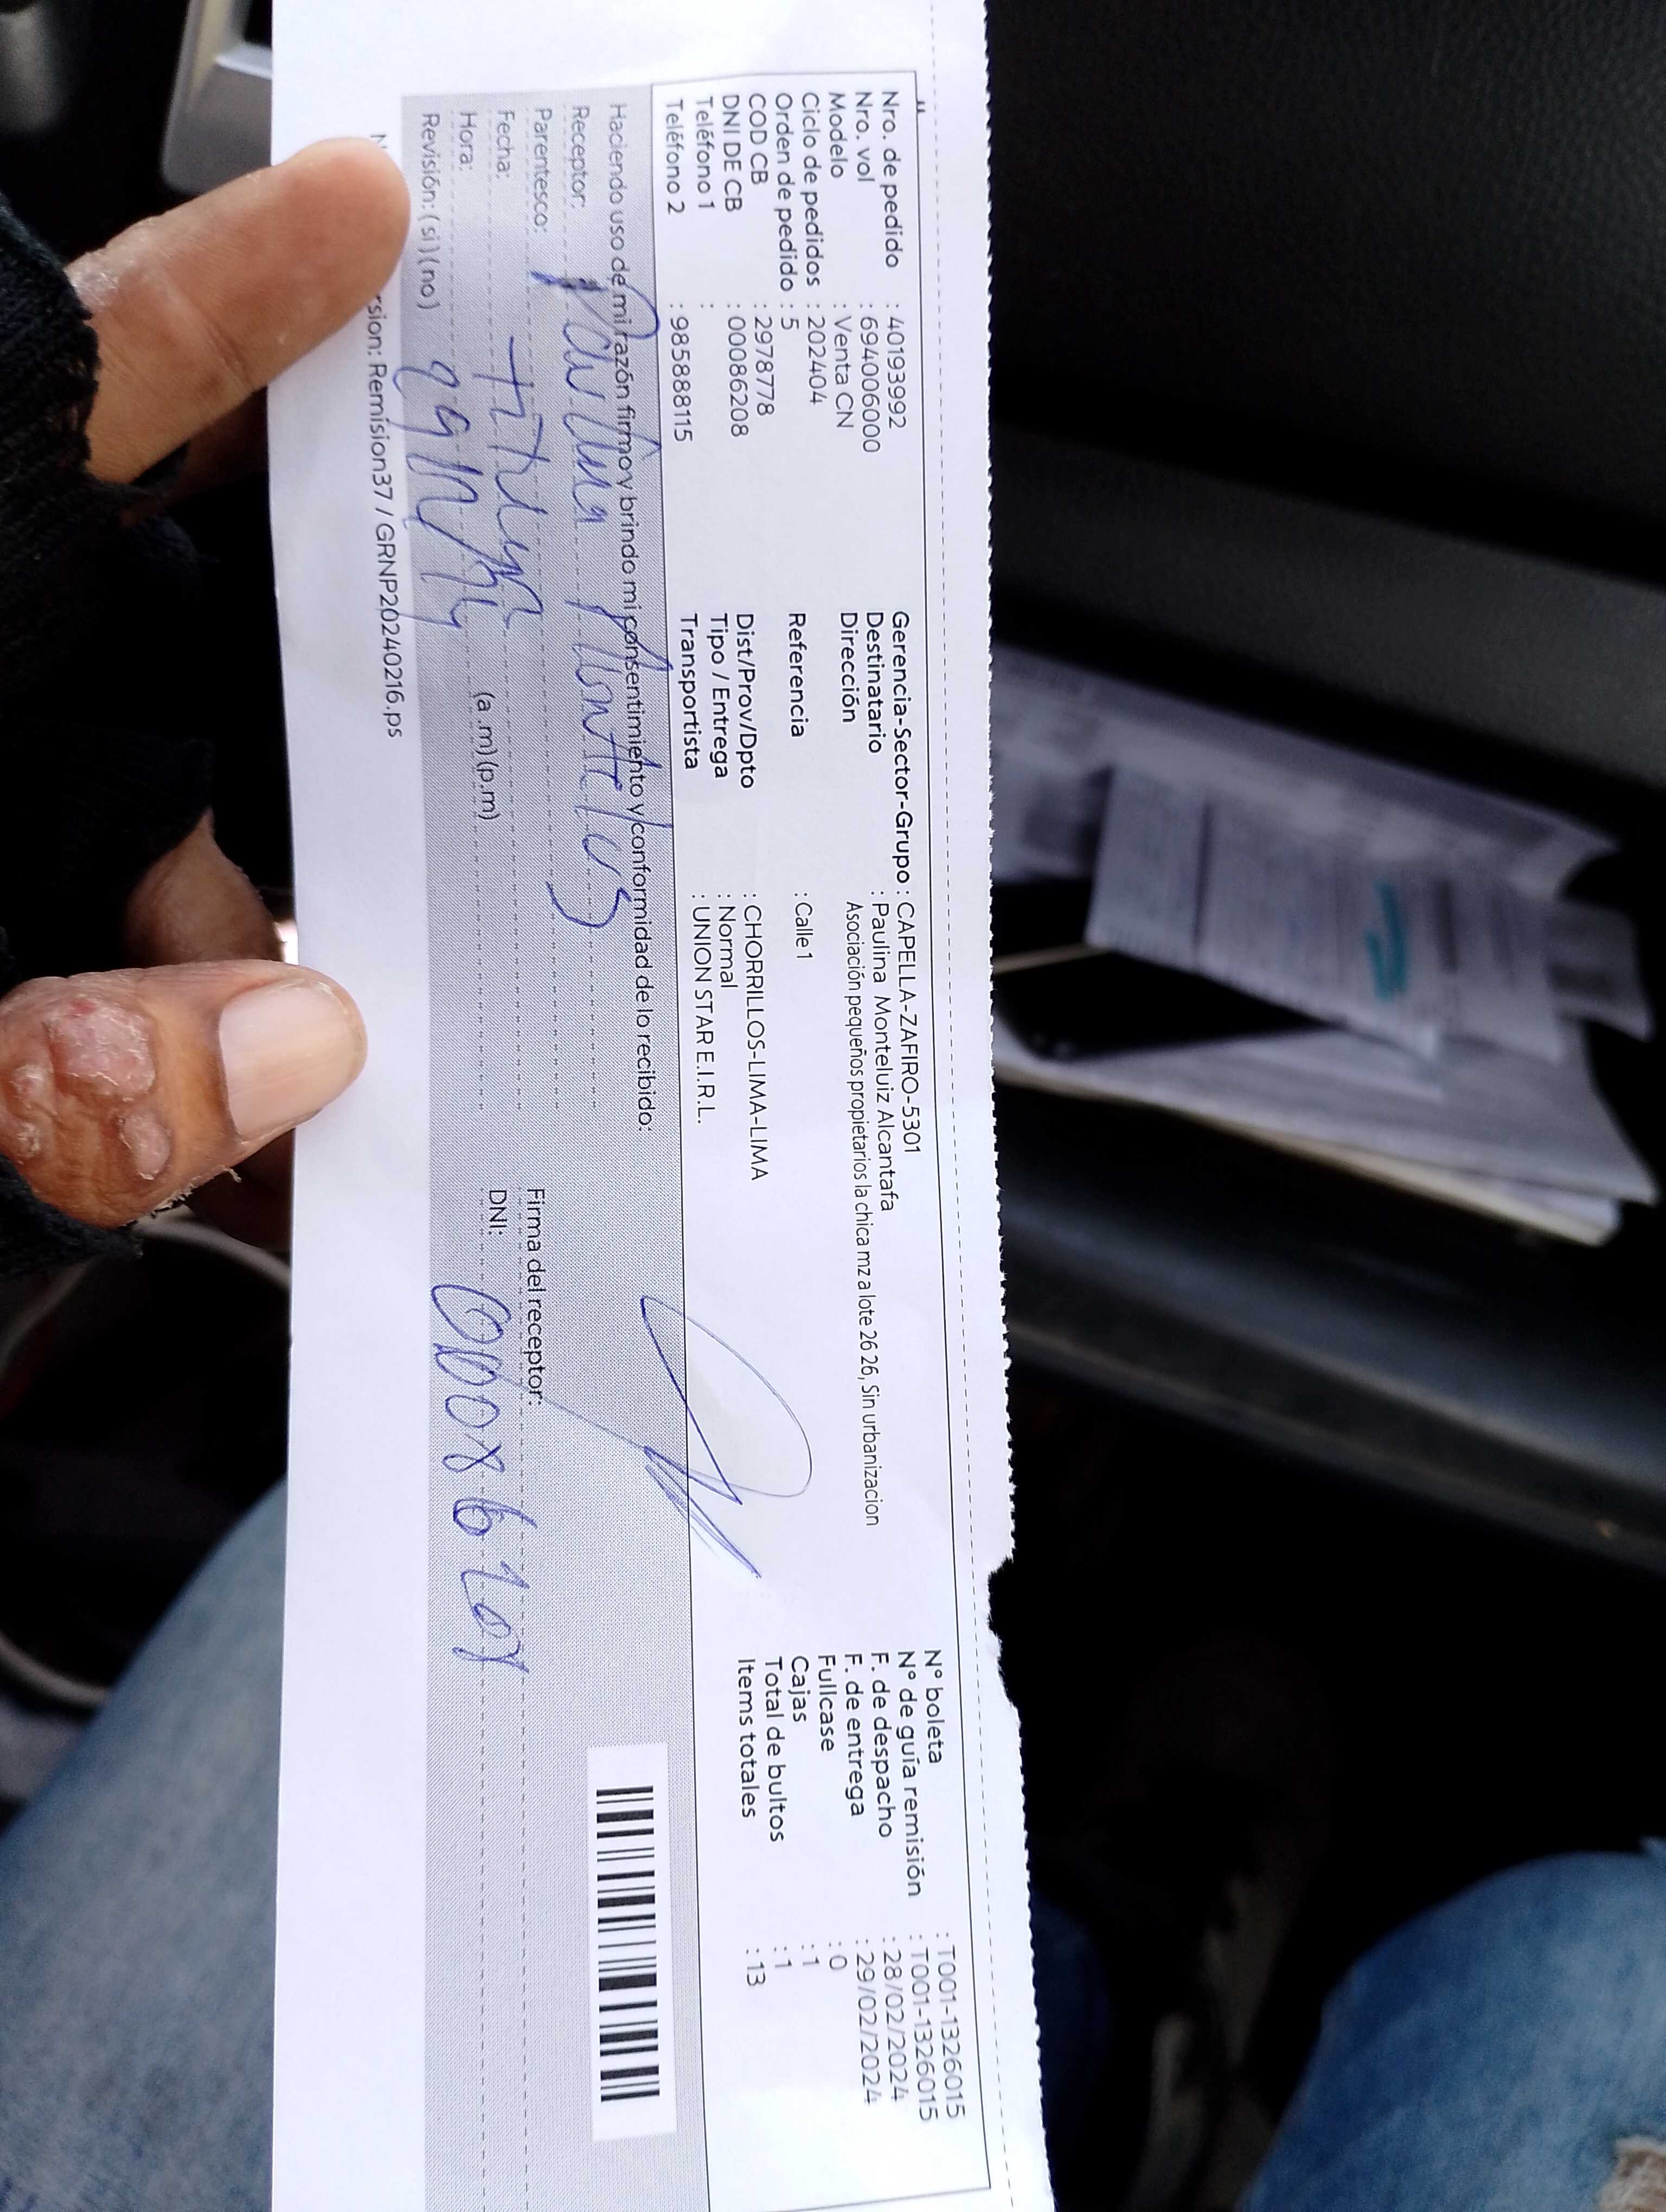 Nro. de pedido : 401939992
Nro. vol : 694006000
Modelo : Venta CN
Ciclo de pedidos : 202404
Orden de pedido : 5
COD CB : 2978778
DNI DE CB : 00086208
Teléfono 1 :
Teléfono 2 : 985888115
Gerencia-Sector-Grupo : CAPELLA-ZAFIRO-5301
Destinatario : Paulina Monteluiz Alcantafa
Dirección Asociación pequeños propietarios la chica mz a lote 26 26, Sin urbanizacion
Referencia : Calle 1
Dist/Prov/Dpto : CHORRILLOS-LIMA-LIMA
Tipo / Entrega : Normal
Transportista : UNION STAR E.I.R.L.
N° boleta : T001-1326015
N° de guía remisión : T001-1326015
F. de despacho : 28/02/2024
F. de entrega : 29/02/2024
Fullcase : 0
Cajas : 1
Total de bultos : 1
Items totales : 13
Haciendo uso de mi razón firmo y brindo mi consentimiento y conformidad de lo recibido:
Receptor: Paulina
Parentesco:
Fecha:
Hora: (a.m)(p.m)
Revisión: (si)(no)
Firma del receptor:
DNI: 00086208
rsion: Remision37 / GRNP20240216.ps